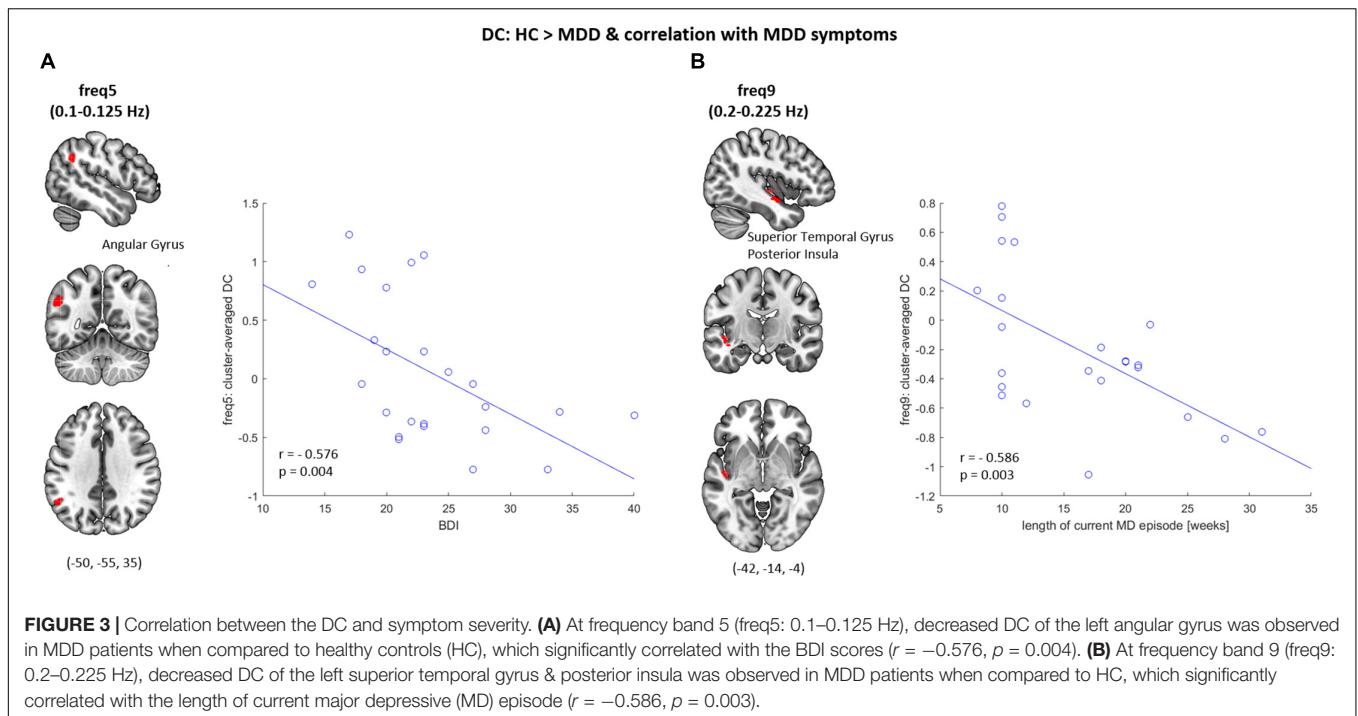 DC: HC > MDD & correlation with MDD symptoms
A
freq5
(0.1-0.125 Hz)
Angular Gyrus
(-50, -55, 35)
1.5
1
0.5
0
-0.5
-1
freq5: cluster-averaged DC
r = - 0.576
p = 0.004
10 15 20 25 30 35 40
BDI
B
freq9
(0.2-0.225 Hz)
Superior Temporal Gyrus
Posterior Insula
(-42, -14, -4)
0.8
0.6
0.4
0.2
0
-0.2
-0.4
-0.6
-0.8
-1
-1.2
freq9: cluster-averaged DC
r = - 0.586
p = 0.003
5 10 15 20 25 30 35
length of current MD episode [weeks]
FIGURE 3 | Correlation between the DC and symptom severity. (A) At frequency band 5 (freq5: 0.1–0.125 Hz), decreased DC of the left angular gyrus was observed
in MDD patients when compared to healthy controls (HC), which significantly correlated with the BDI scores (r = −0.576, p = 0.004). (B) At frequency band 9 (freq9:
0.2–0.225 Hz), decreased DC of the left superior temporal gyrus & posterior insula was observed in MDD patients when compared to HC, which significantly
correlated with the length of current major depressive (MD) episode (r = −0.586, p = 0.003).